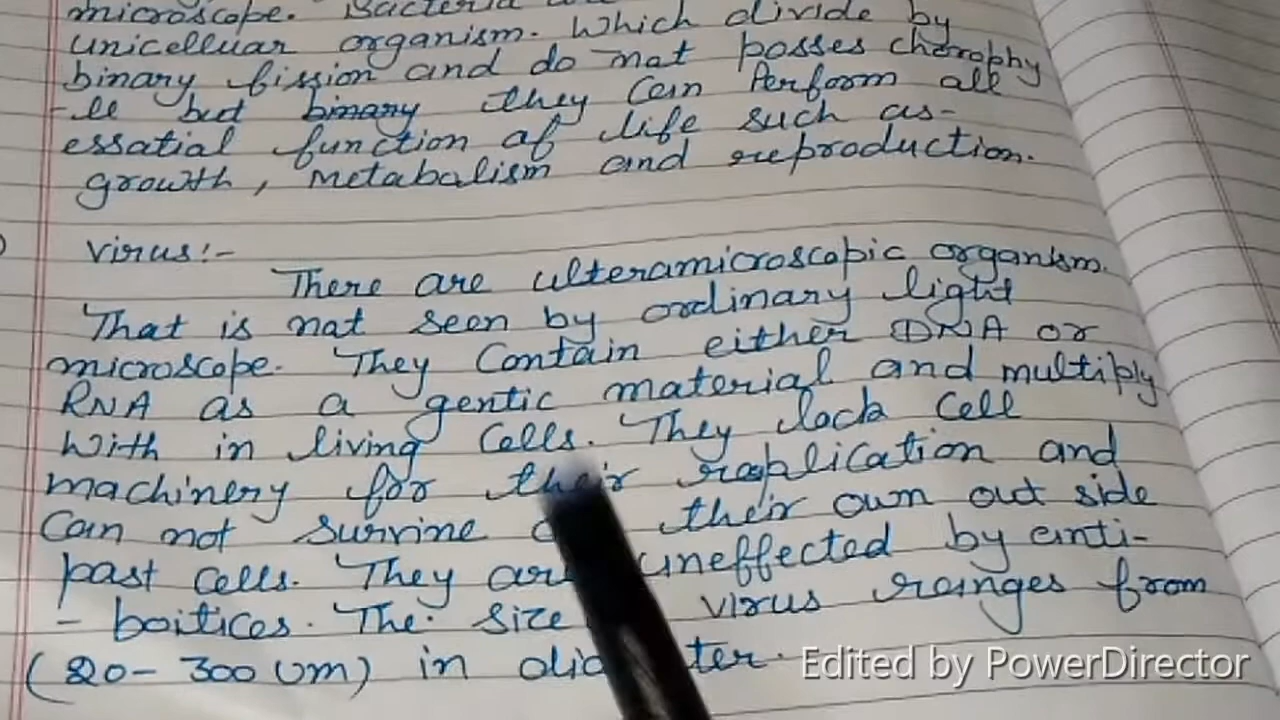 microscope. Bacteria are
unicelluar organism. Which divide by
binary fission and do not posses chorophy
-ll but binary they can Perform all
essatial function of life such as-
growth, metabalism and reproduction.
Virus:-
There are ulteramicroscopic organism.
That is not seen by ordinary light
microscope. They Contain either DNA or
RNA as a gentic material and multiply
With in living Cells. They lack Cell
machinery for their raplication and
Can not Survine their own out side
past Cells. They are uneffected by anti-
- boitices. The. Size virus ranges from
(20-300 um) in
Edited by PowerDirector